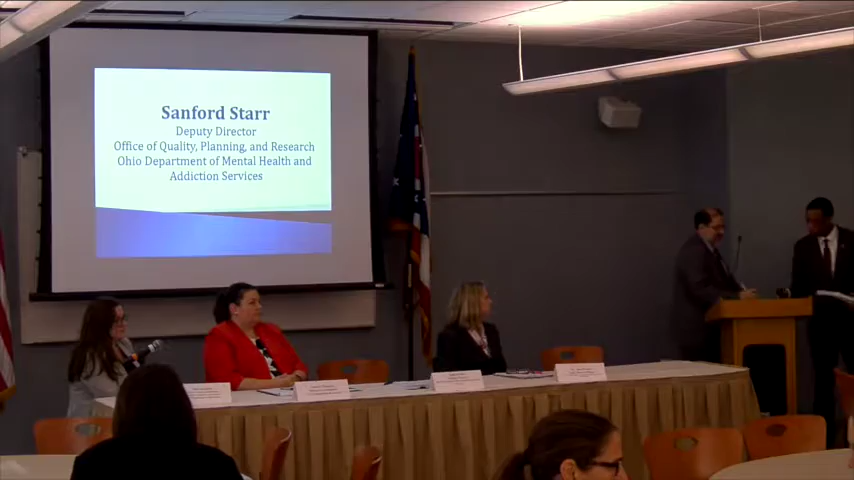 Sanford Starr
Deputy Director
Office of Quality, Planning, and Research
Ohio Department of Mental Health and
Addiction Services